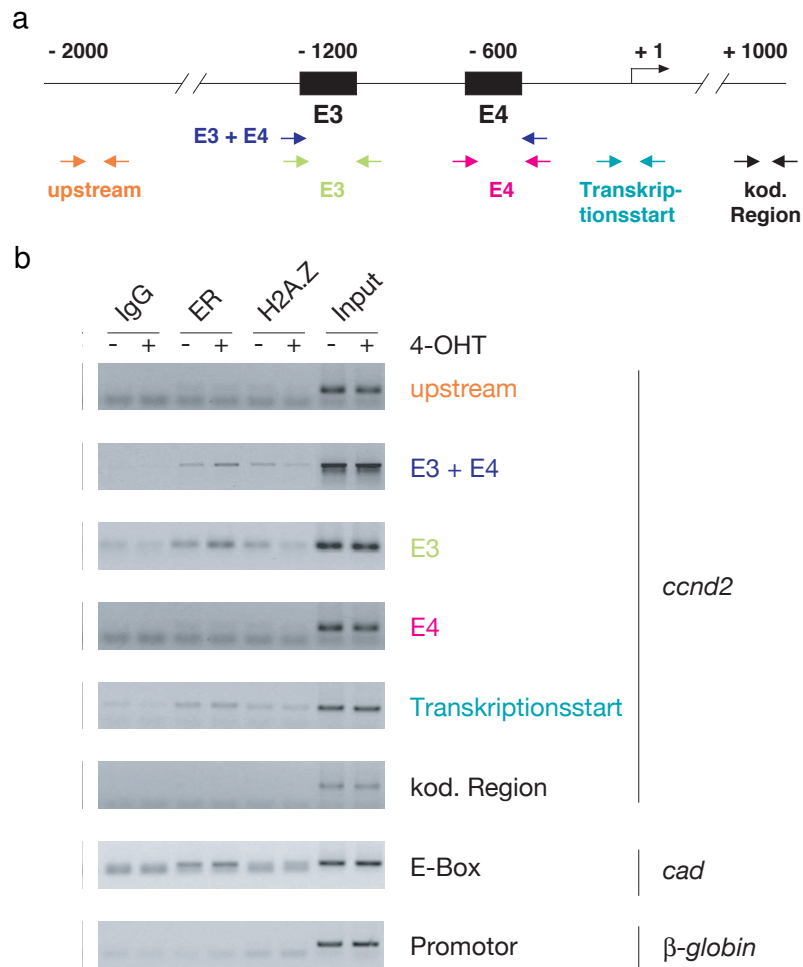 a
- 2000 - 1200 - 600 + 1 + 1000
E3 E4
E3 + E4
upstream E3 E4 Transkrip- kod.
tionsstart Region
b
IgG ER H2A.Z Input
- + - + - + - + 4-OHT
upstream
E3 + E4
E3
ccnd2
E4
Transkriptionsstart
kod. Region
E-Box cad
Promotor β-globin